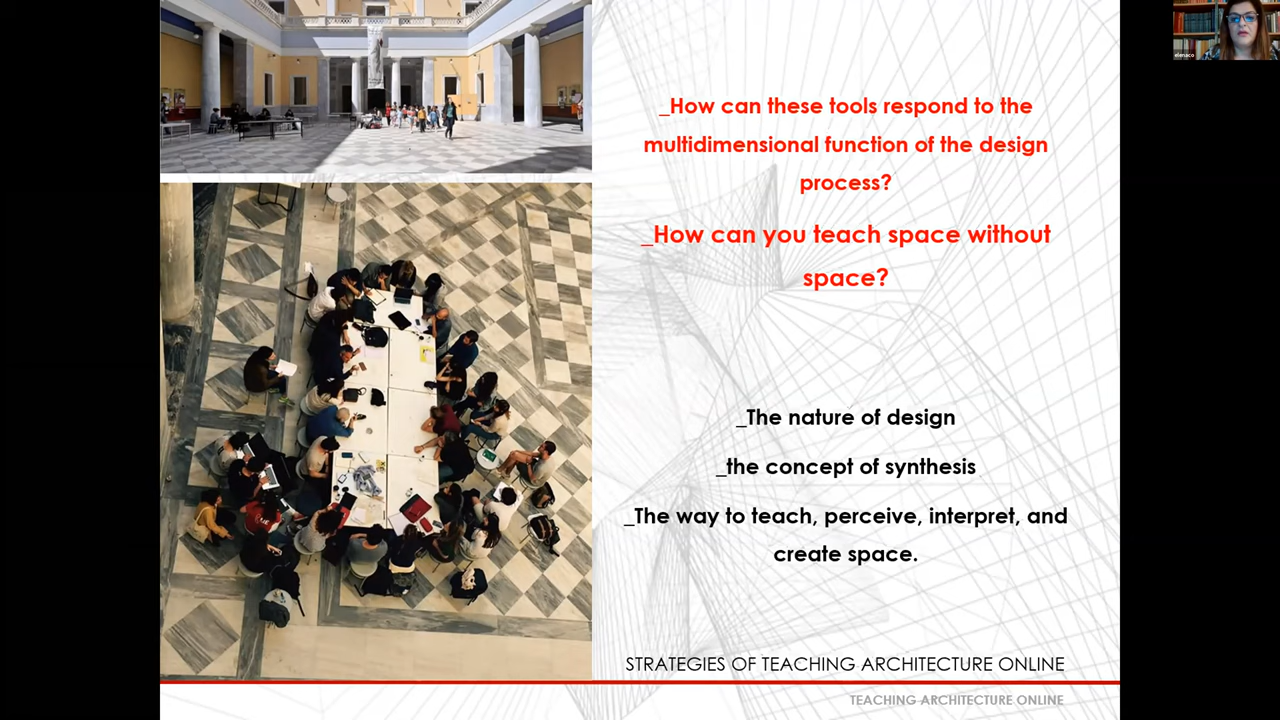 _How can these tools respond to the
multidimensional function of the design
process?
_How can you teach space without
space?
_The nature of design
_the concept of synthesis
_The way to teach, perceive, interpret, and
create space.
STRATEGIES OF TEACHING ARCHITECTURE ONLINE
TEACHING ARCHITECTURE ONLINE
elenaco